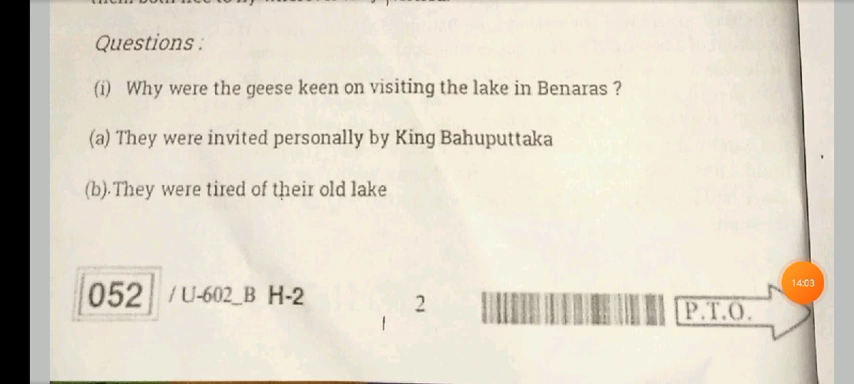 Questions :
(i) Why were the geese keen on visiting the lake in Benaras ?
(a) They were invited personally by King Bahuputtaka
(b). They were tired of their old lake
052 / U-602_B H-2 2 P.T.O.
14:03